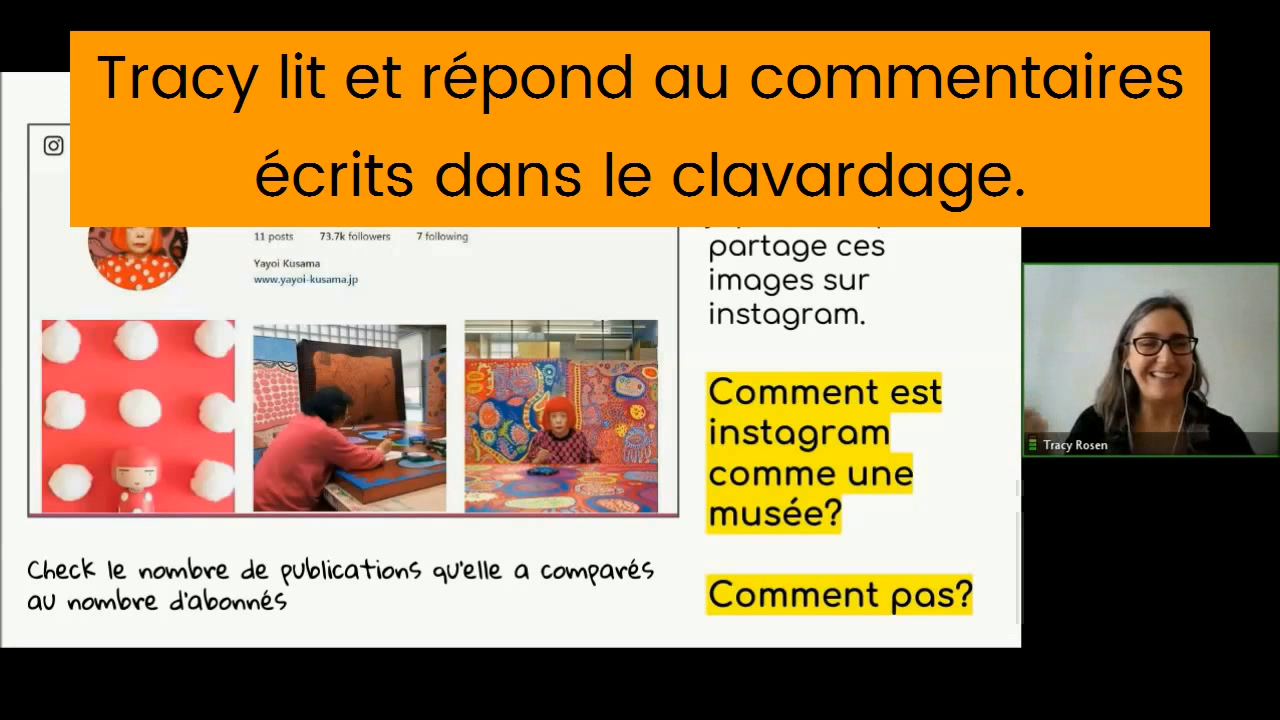 Tracy lit et répond au commentaires
écrits dans le clavardage.
11 posts 73.7k followers 7 following
Yayoi Kusama
www.yayoi-kusama.jp
partage ces
images sur
instagram.
Comment est
instagram
comme une
musée?
Comment pas?
Check le nombre de publications qu'elle a comparés
au nombre d'abonnés
Tracy Rosen